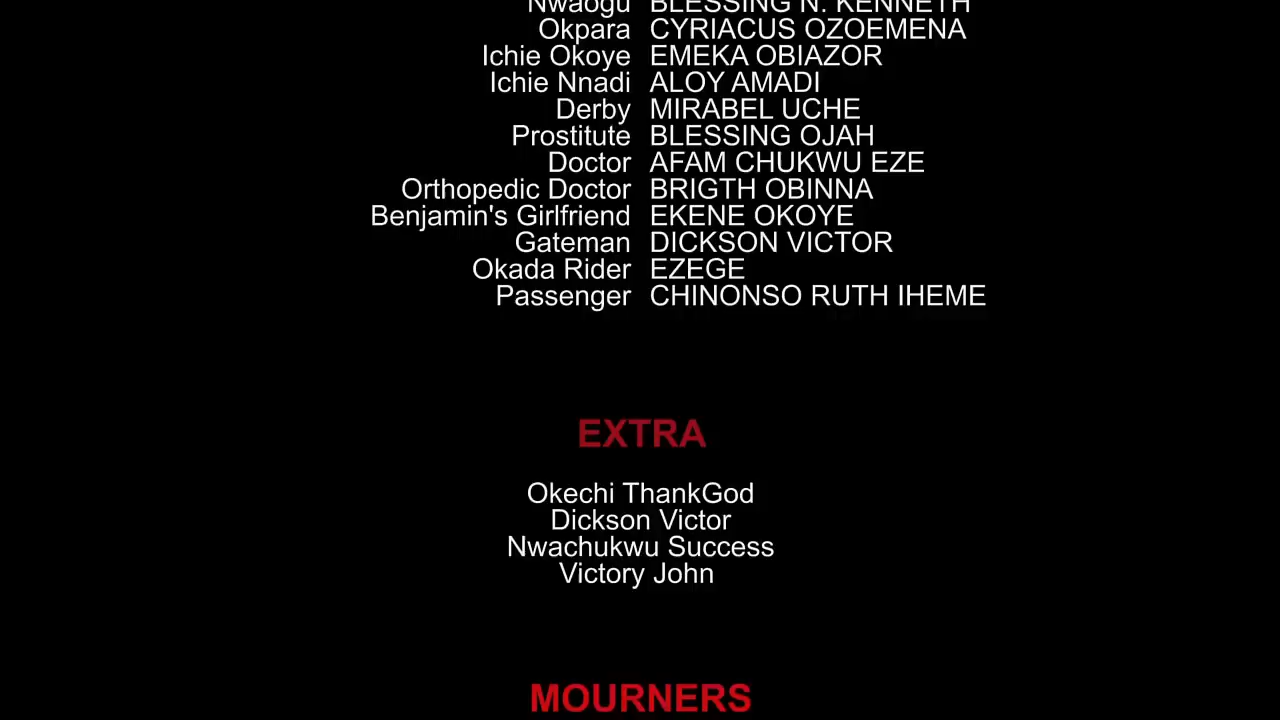 Nwaogu BLESSING N. KENNETH
Okpara CYRIACUS OZOEMENA
Ichie Okoye EMEKA OBIAZOR
Ichie Nnadi ALOY AMADI
Derby MIRABEL UCHE
Prostitute BLESSING OJAH
Doctor AFAM CHUKWU EZE
Orthopedic Doctor BRIGTH OBINNA
Benjamin's Girlfriend EKENE OKOYE
Gateman DICKSON VICTOR
Okada Rider EZEGE
Passenger CHINONSO RUTH IHEME
EXTRA
Okechi ThankGod
Dickson Victor
Nwachukwu Success
Victory John
MOURNERS